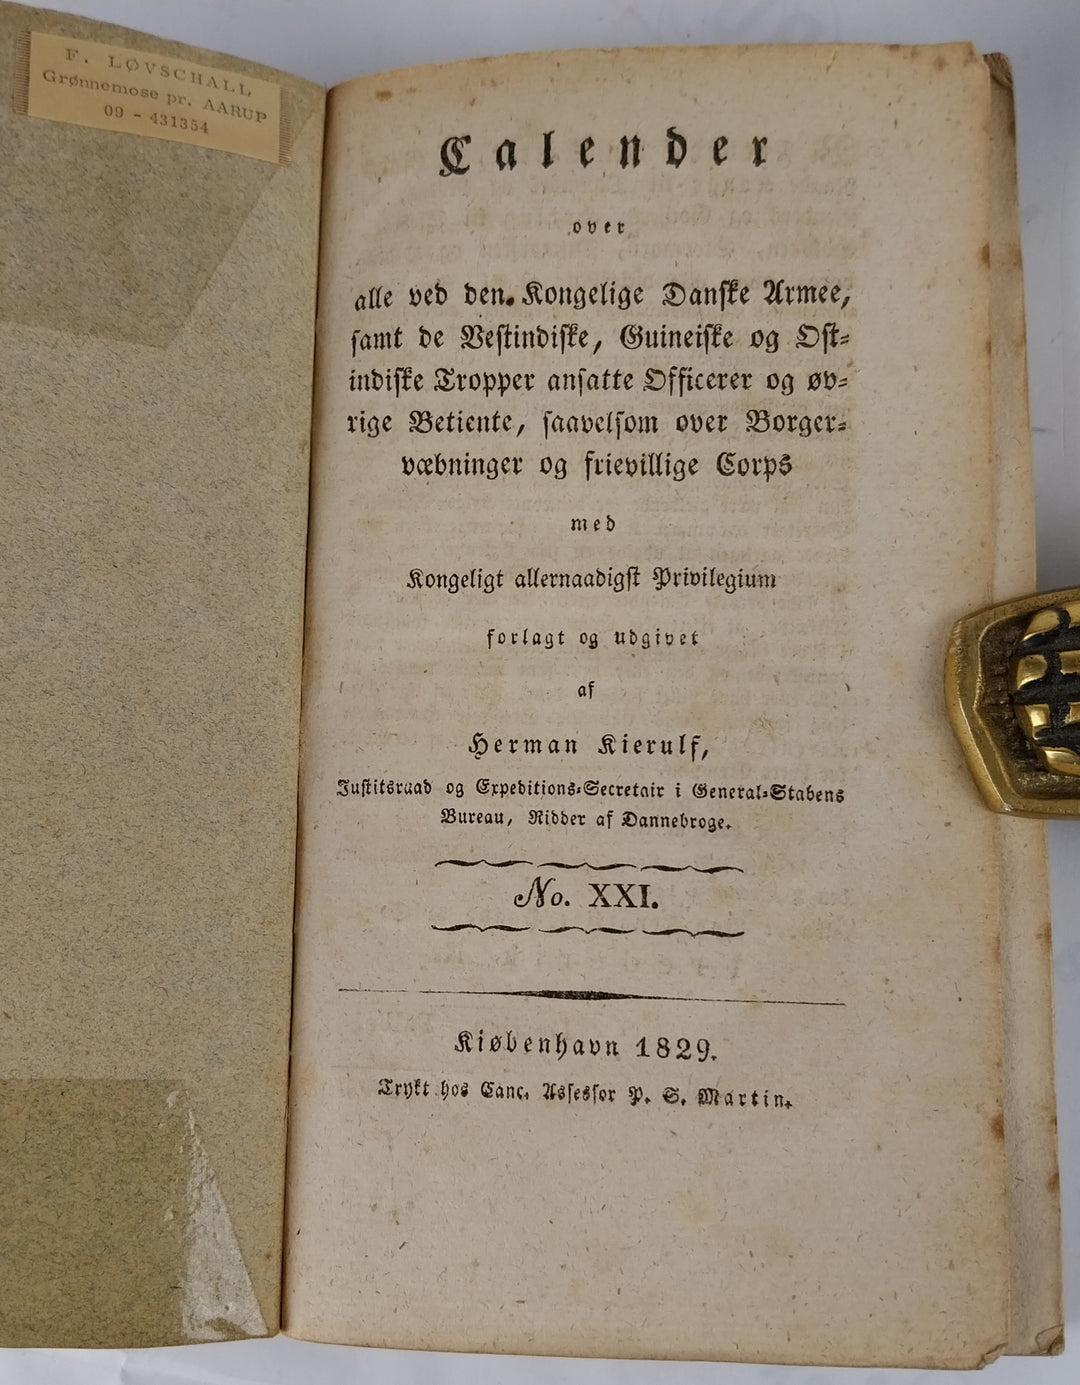 F. LØVSCHALL
Grønnemose pr. AARUP
09 - 431354
Calender
over
alle ved den Kongelige Danske Armee,
samt de Vestindiske, Guineiske og Ost-
indiske Tropper ansatte Officerer og øv-
rige Betiente, saavelsom over Borger-
væbninger og frievillige Corps
med
Kongeligt allernaadigst Privilegium
forlagt og udgivet
af
Herman Kierulf,
Justitsraad og Expeditions-Secretair i General-Stabens
Bureau, Ridder af Dannebroge.
No. XXI.
Kiøbenhavn 1829.
Trykt hos Canc. Assessor P. S. Martin.